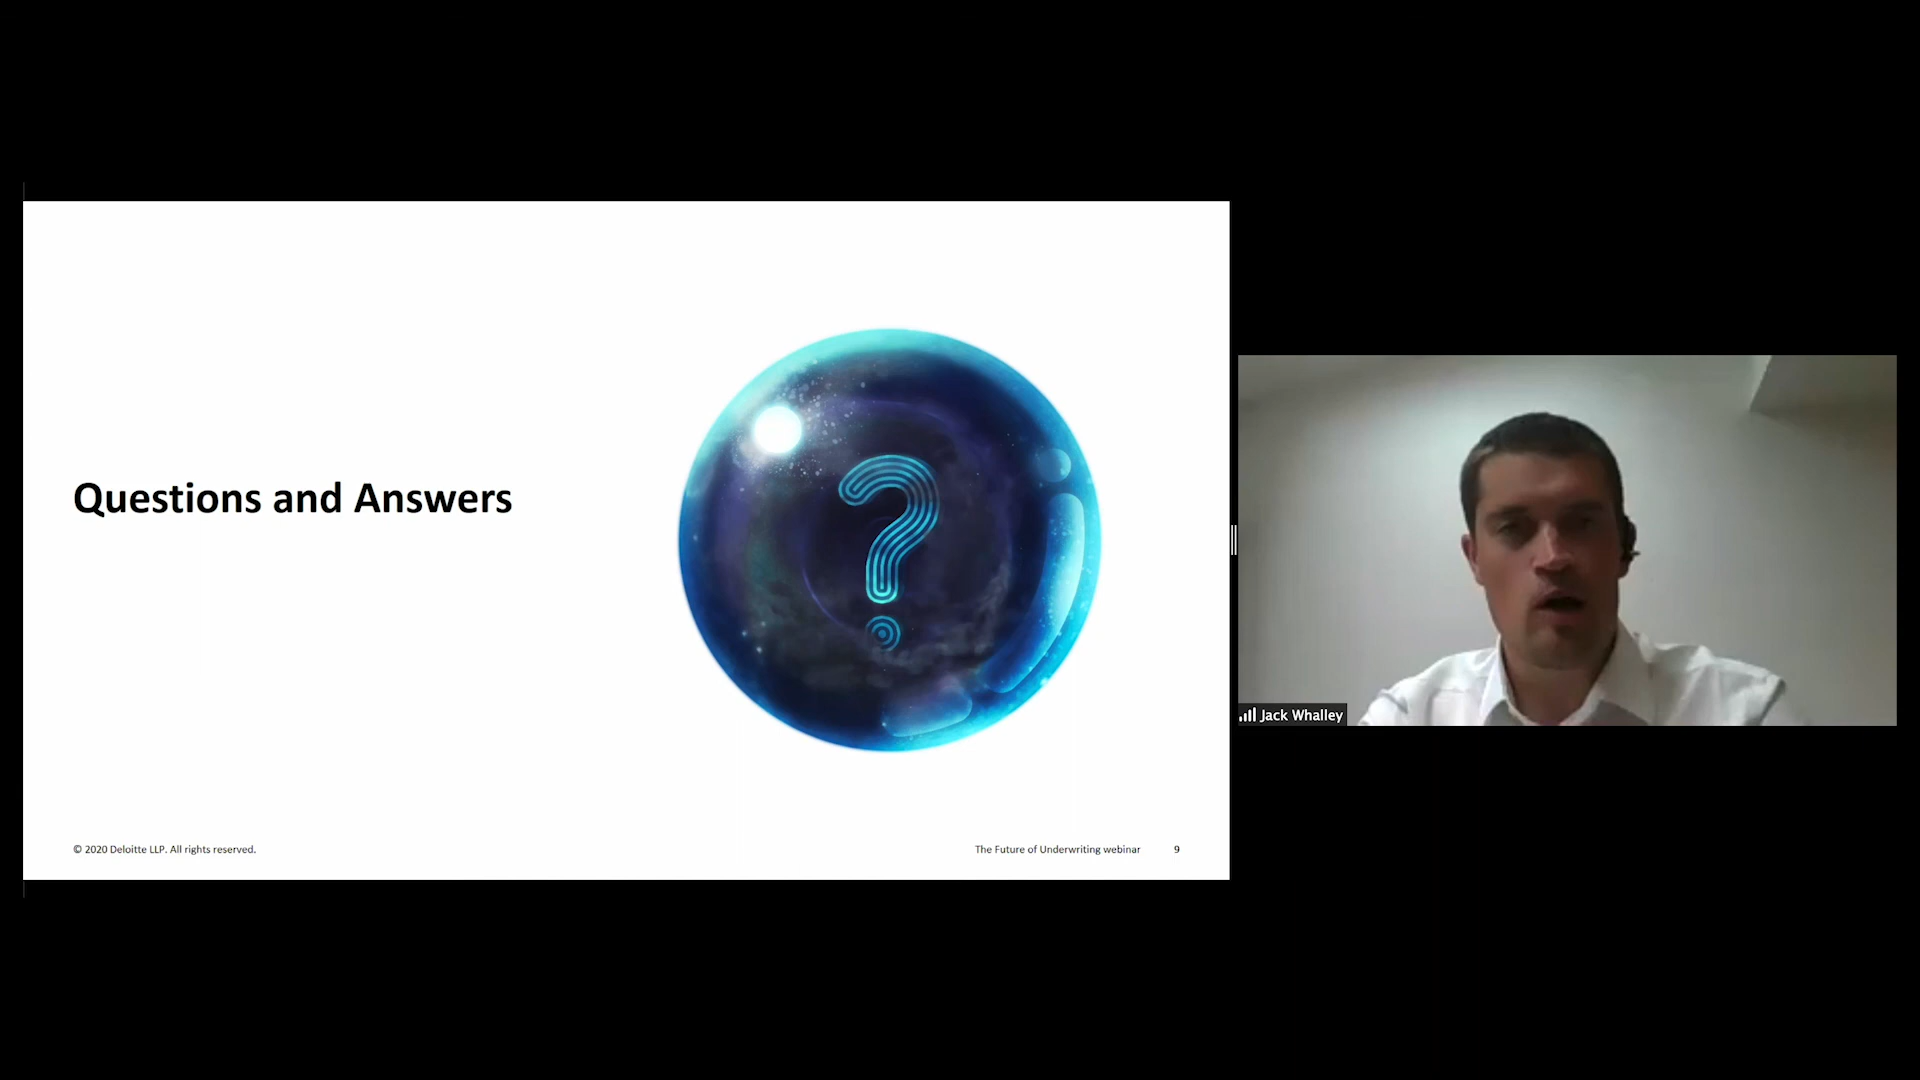 Questions and Answers
© 2020 Deloitte LLP. All rights reserved.
The Future of Underwriting webinar
9
Jack Whalley